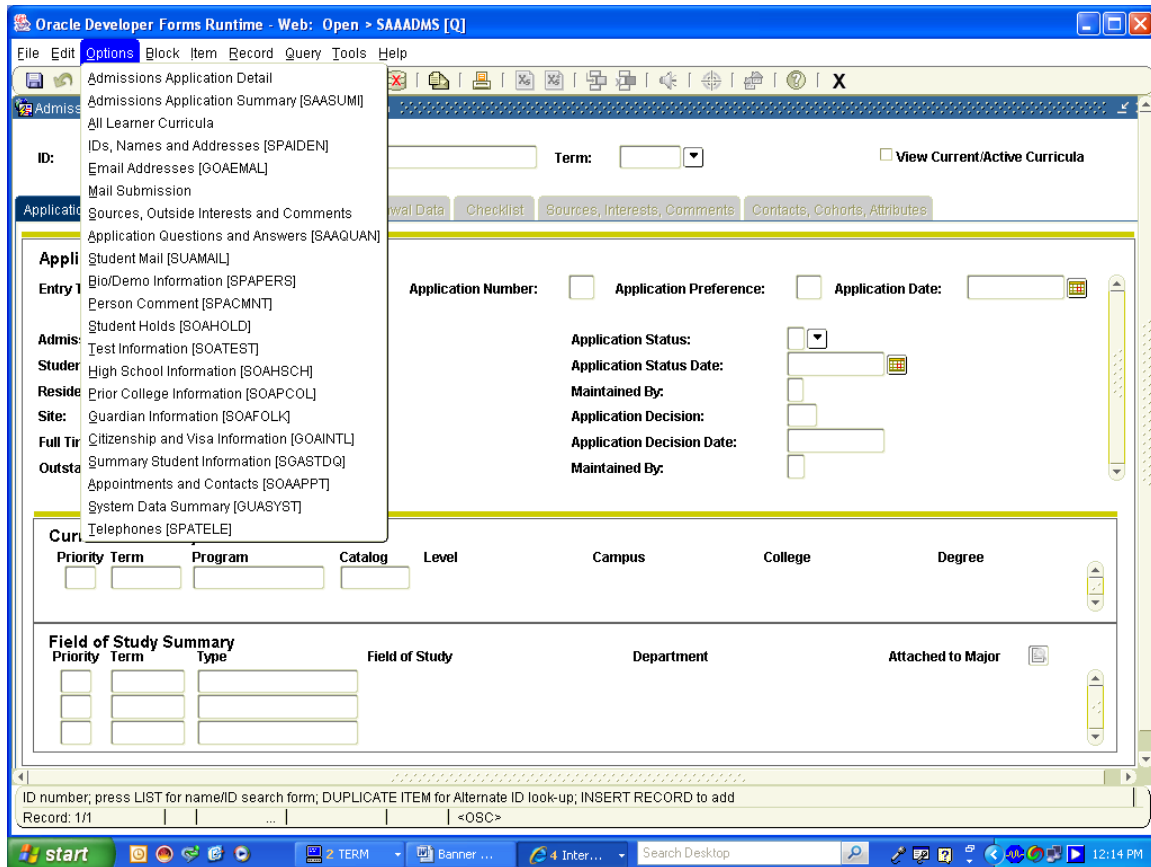 Oracle Developer Forms Runtime - Web: Open > SAAADMS [Q]
File Edit Options Block Item Record Query Tools Help
X
Admiss
Admissions Application Detail
Admissions Application Summary [SAASUMI]
All Learner Curricula
IDs, Names and Addresses [SPAIDEN]
Email Addresses [GOAEMAL]
Mail Submission
Sources, Outside Interests and Comments
Application Questions and Answers [SAAQUAN]
Student Mail [SUAMAIL]
Bio/Demo Information [SPAPERS]
Person Comment [SPACMNT]
Student Holds [SOAHOLD]
Test Information [SOATEST]
High School Information [SOAHSCH]
Prior College Information [SOAPCOL]
Guardian Information [SOAFOLK]
Citizenship and Visa Information [GOAINTL]
Summary Student Information [SGASTDQ]
Appointments and Contacts [SOAAPPT]
System Data Summary [GUASYST]
Telephones [SPATELE]
ID: Term: View Current/Active Curricula
Applicatio wal Data Checklist Sources, Interests, Comments Contacts, Cohorts, Attributes
Appli
Entry T Application Number: Application Preference: Application Date:
Admis Application Status:
Studen Application Status Date:
Reside Maintained By:
Site: Application Decision:
Full Tim Application Decision Date:
Outsta Maintained By:
Curr
Priority Term Program Catalog Level Campus College Degree
Field of Study Summary
Priority Term Type Field of Study Department Attached to Major
ID number; press LIST for name/ID search form; DUPLICATE ITEM for Alternate ID look-up; INSERT RECORD to add
Record: 1/1 ... <OSC>
start 2 TERM Banner ... 4 Inter... Search Desktop 12:14 PM